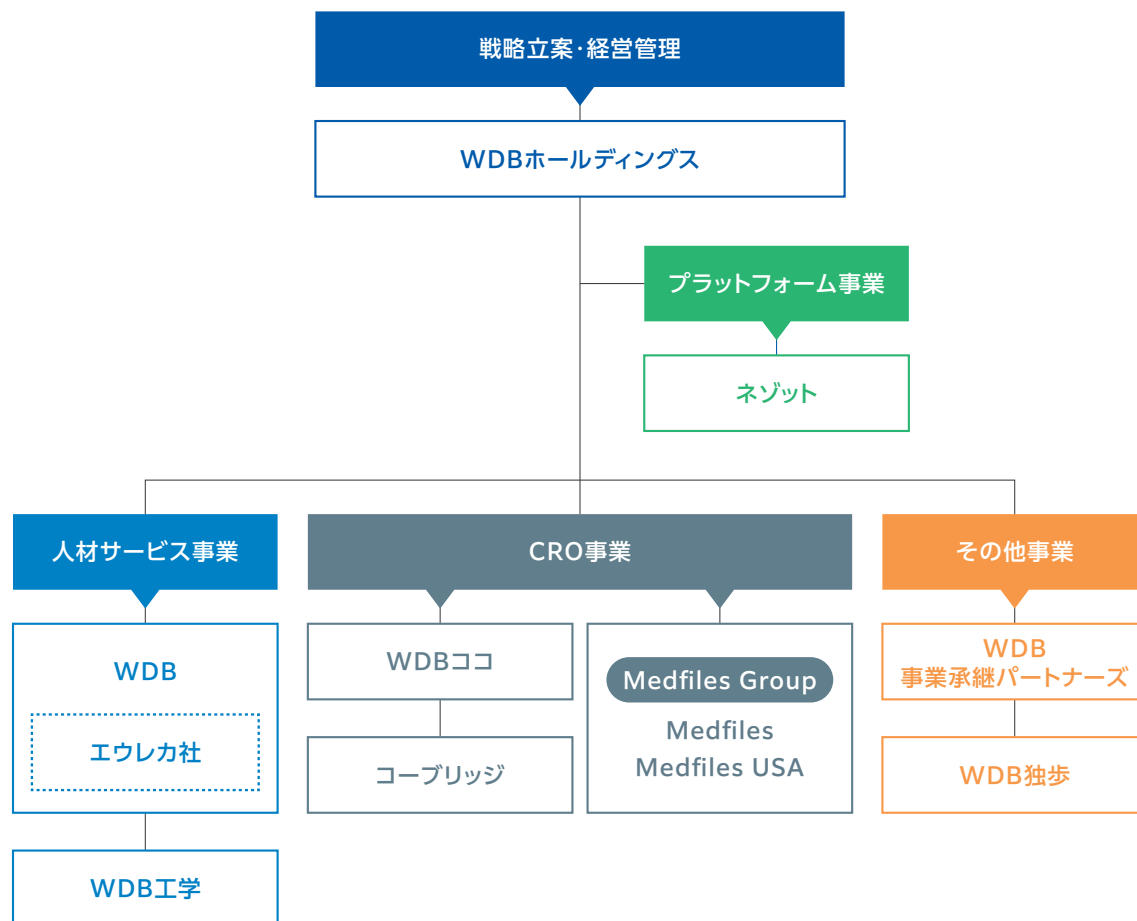 戦略立案・経営管理
WDBホールディングス
プラットフォーム事業
ネゾット
人材サービス事業
WDB
エウレカ社
WDB工学
CRO事業
WDBココ
コーブリッジ
Medfiles Group
Medfiles
Medfiles USA
その他事業
WDB
事業承継パートナーズ
WDB独歩